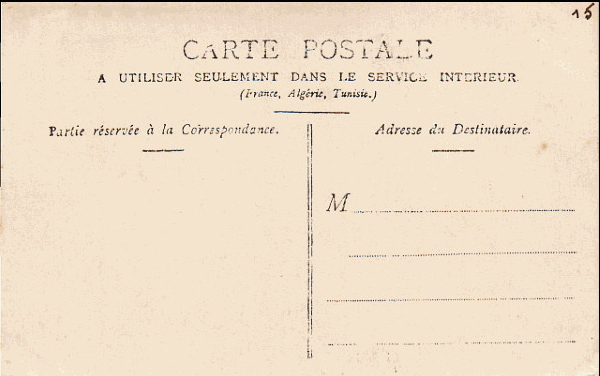 15
CARTE POSTALE
A UTILISER SEULEMENT DANS LE SERVICE INTERIEUR
(France, Algérie, Tunisie.)
Partie réservée à la Correspondance.
Adresse du Destinataire.
M